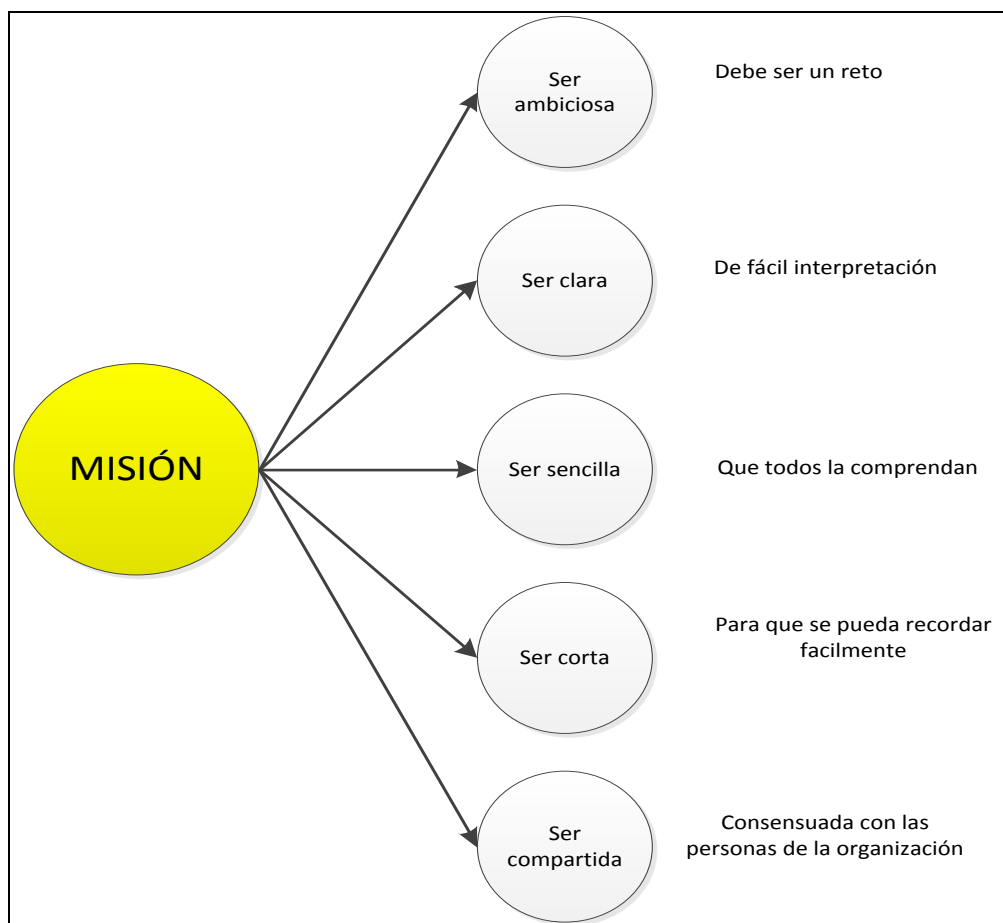 Ser
ambiciosa
Debe ser un reto
Ser clara
De fácil interpretación
MISIÓN
Ser sencilla
Que todos la comprendan
Ser corta
Para que se pueda recordar
facilmente
Ser
compartida
Consensuada con las
personas de la organización